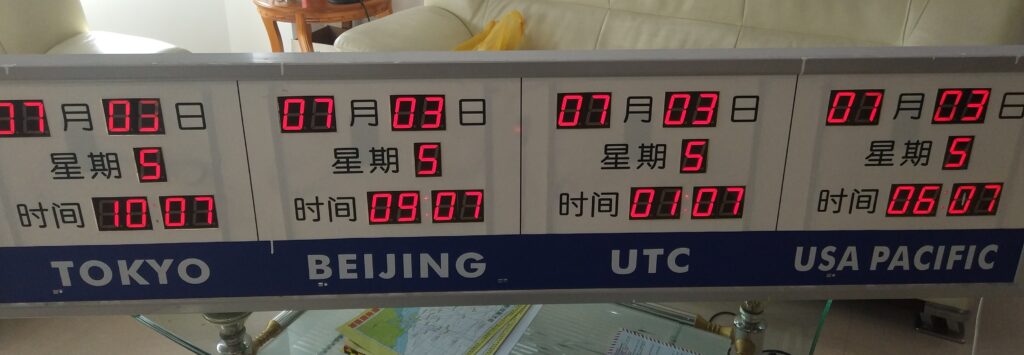 07月03日
星期5
时间10 07
TOKYO
07月03日
星期5
时间09:07
BEIJING
07月03日
星期5
时间01:07
UTC
07月03日
星期5
时间06 07
USA PACIFIC